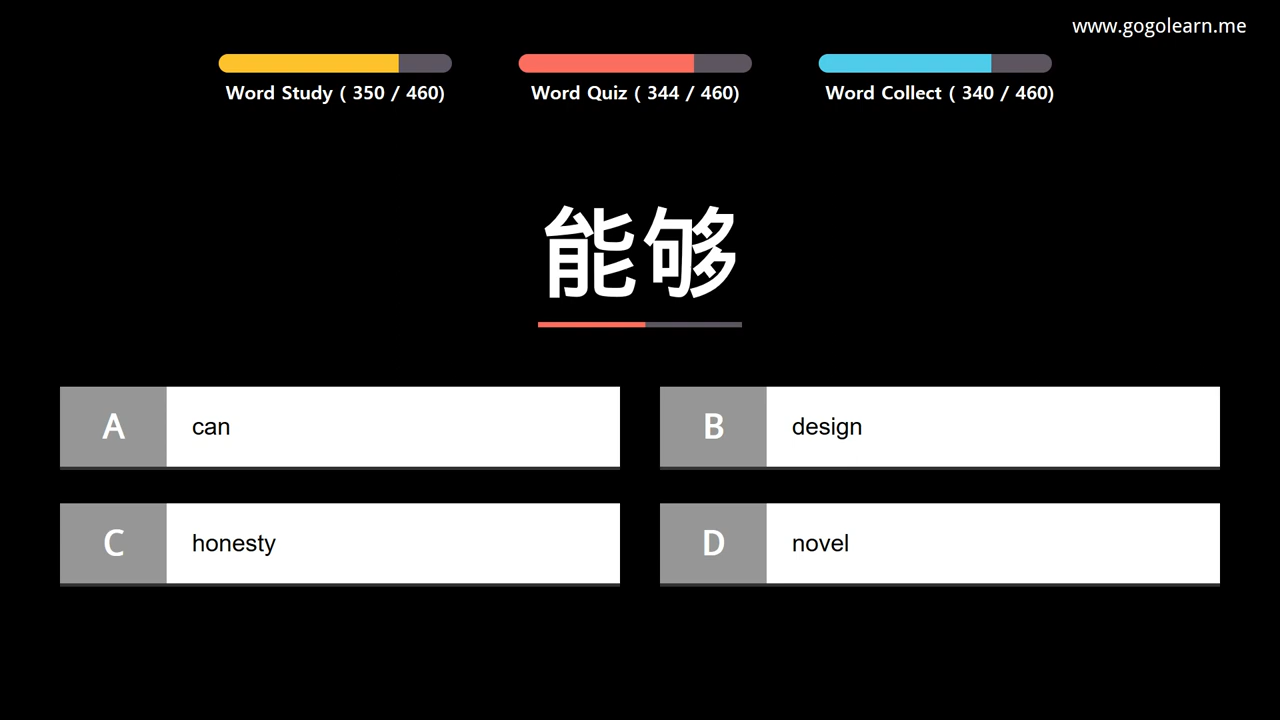 www.gogolearn.me
Word Study ( 350 / 460)
Word Quiz ( 344 / 460)
Word Collect ( 340 / 460)
能够
A
can
B
design
C
honesty
D
novel